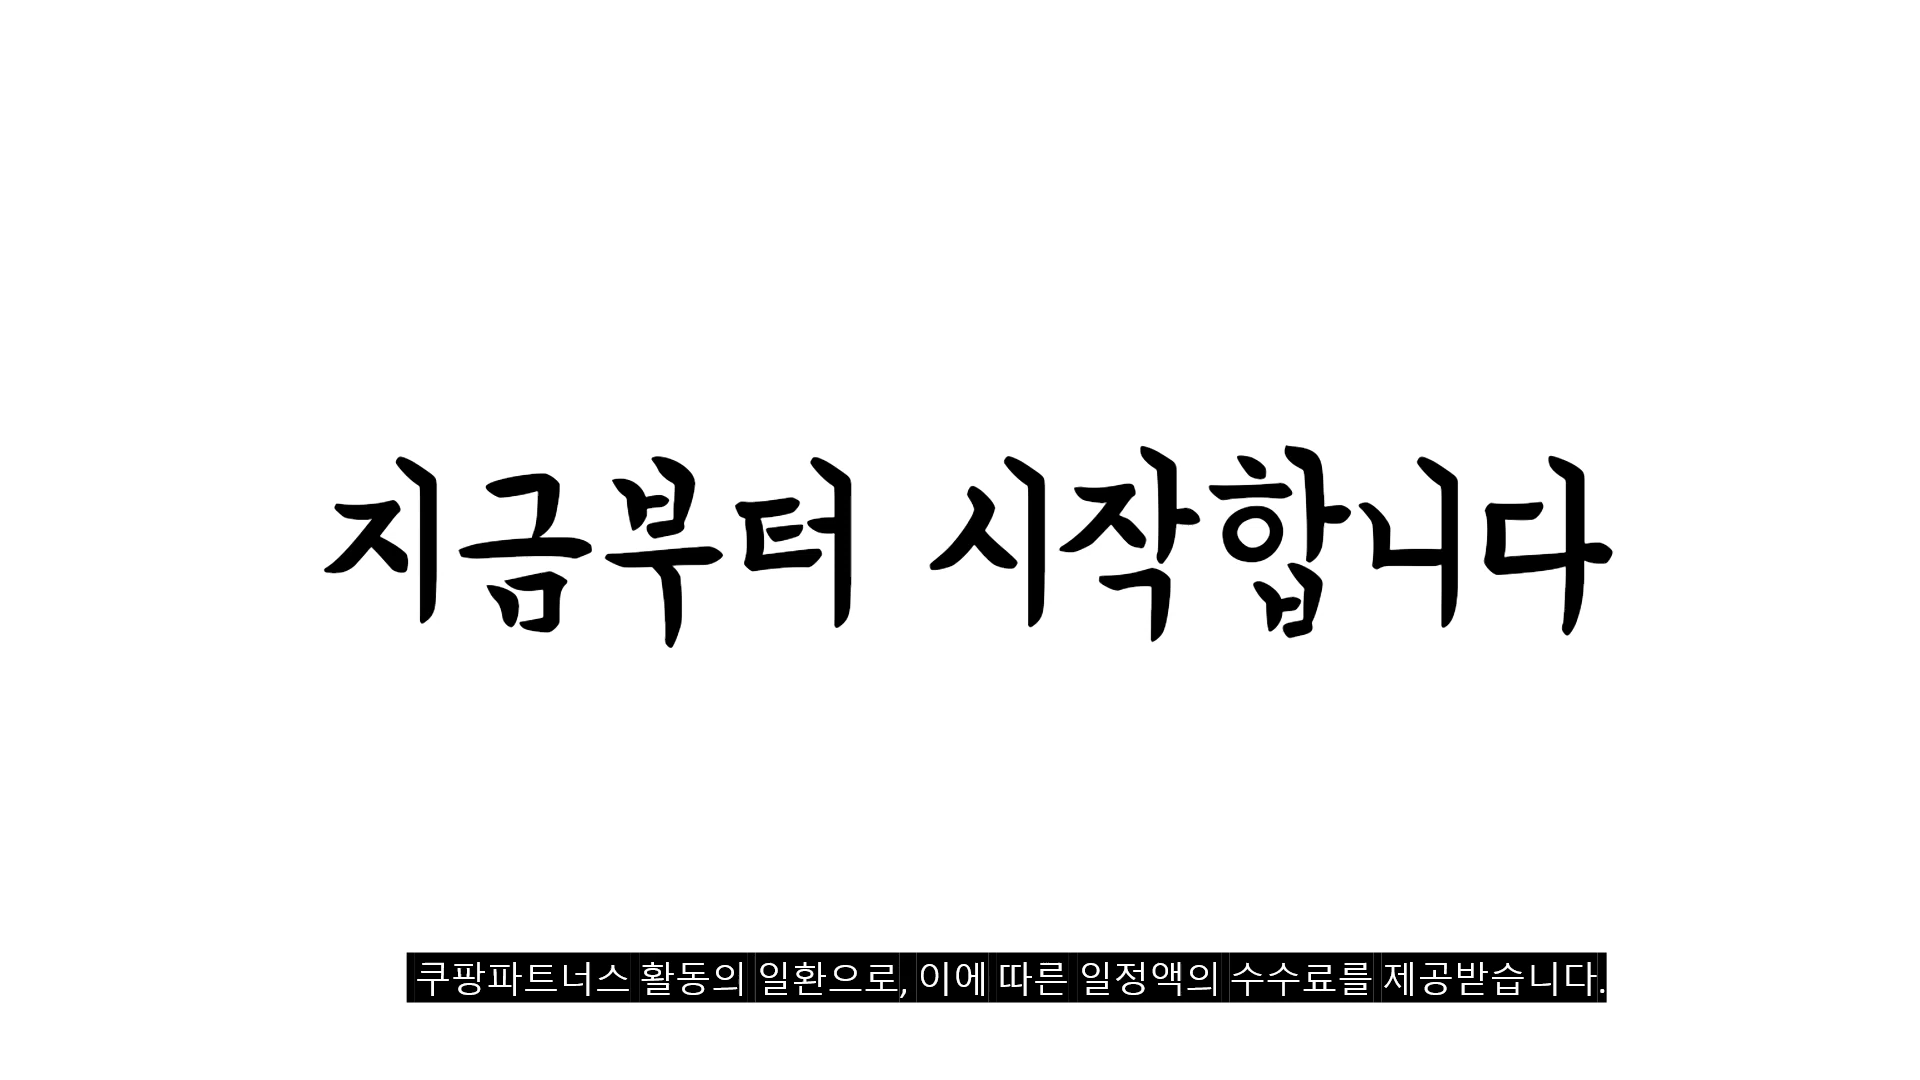 지금부터 시작합니다
쿠팡파트너스 활동의 일환으로, 이에 따른 일정액의 수수료를 제공받습니다.